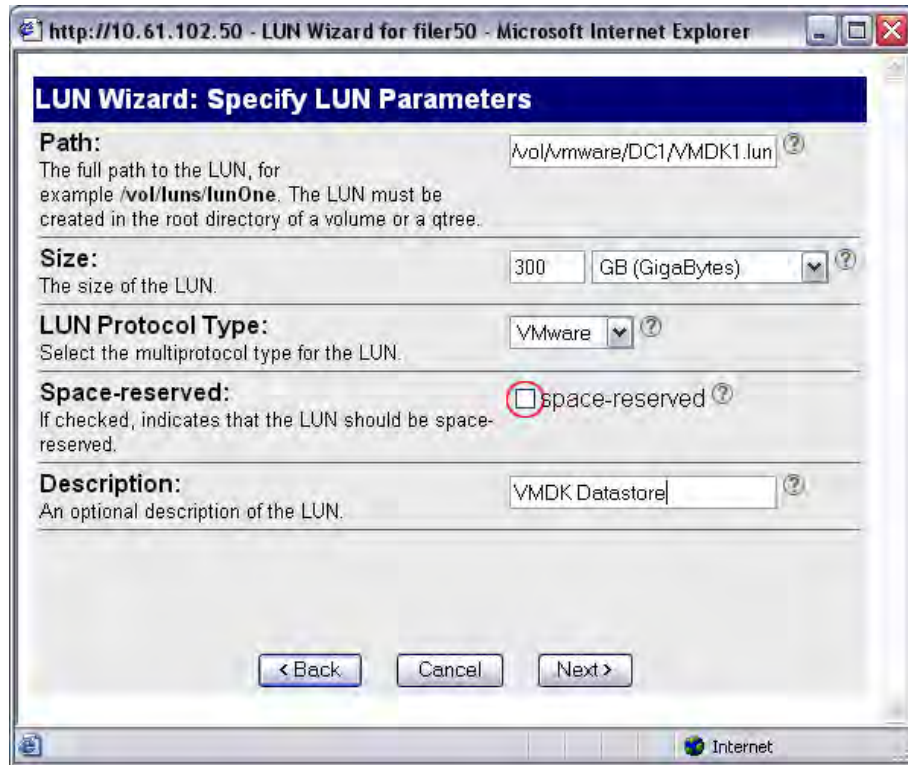 http://10.61.102.50 - LUN Wizard for filer50 - Microsoft Internet Explorer
LUN Wizard: Specify LUN Parameters
Path:
The full path to the LUN, for
example /vol/luns/lunOne. The LUN must be
created in the root directory of a volume or a qtree.
/vol/vmware/DC1/VMDK1.lun ?
Size:
The size of the LUN.
300 GB (GigaBytes) ?
LUN Protocol Type:
Select the multiprotocol type for the LUN.
VMware ?
Space-reserved:
If checked, indicates that the LUN should be space-
reserved.
space-reserved ?
Description:
An optional description of the LUN.
VMDK Datastore ?
< Back Cancel Next >
Internet